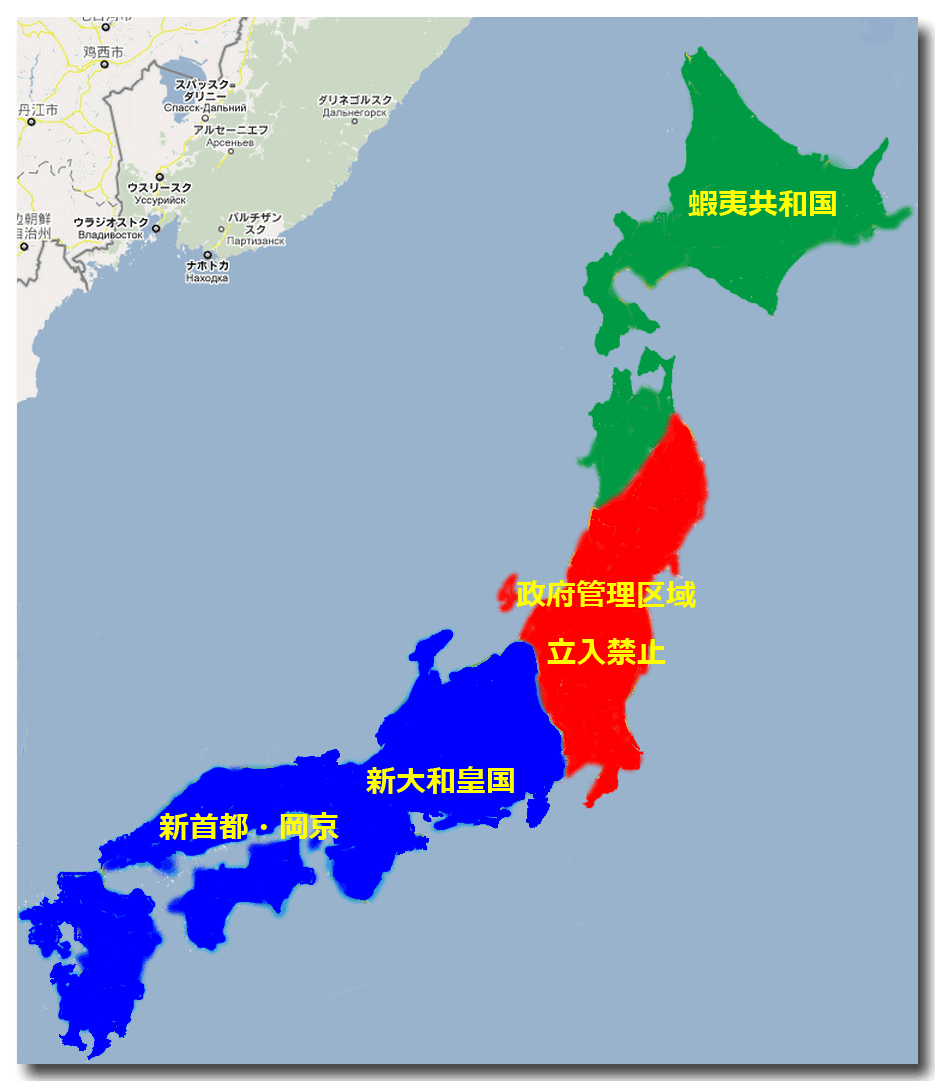 鸡西市
スパッスク=
ダリニー
Спасск-Дальний
ダリネゴルスク
Дальнегорск
丹江市
アルセーニエフ
Арсеньев
ウスリースク
Уссурийск
蝦夷共和国
边朝鲜
自治州
ウラジオストク
Владивосток
パルチザン
スク
Партизанск
ナホトカ
Находка
政府管理区域
立入禁止
新大和皇国
新首都・岡京